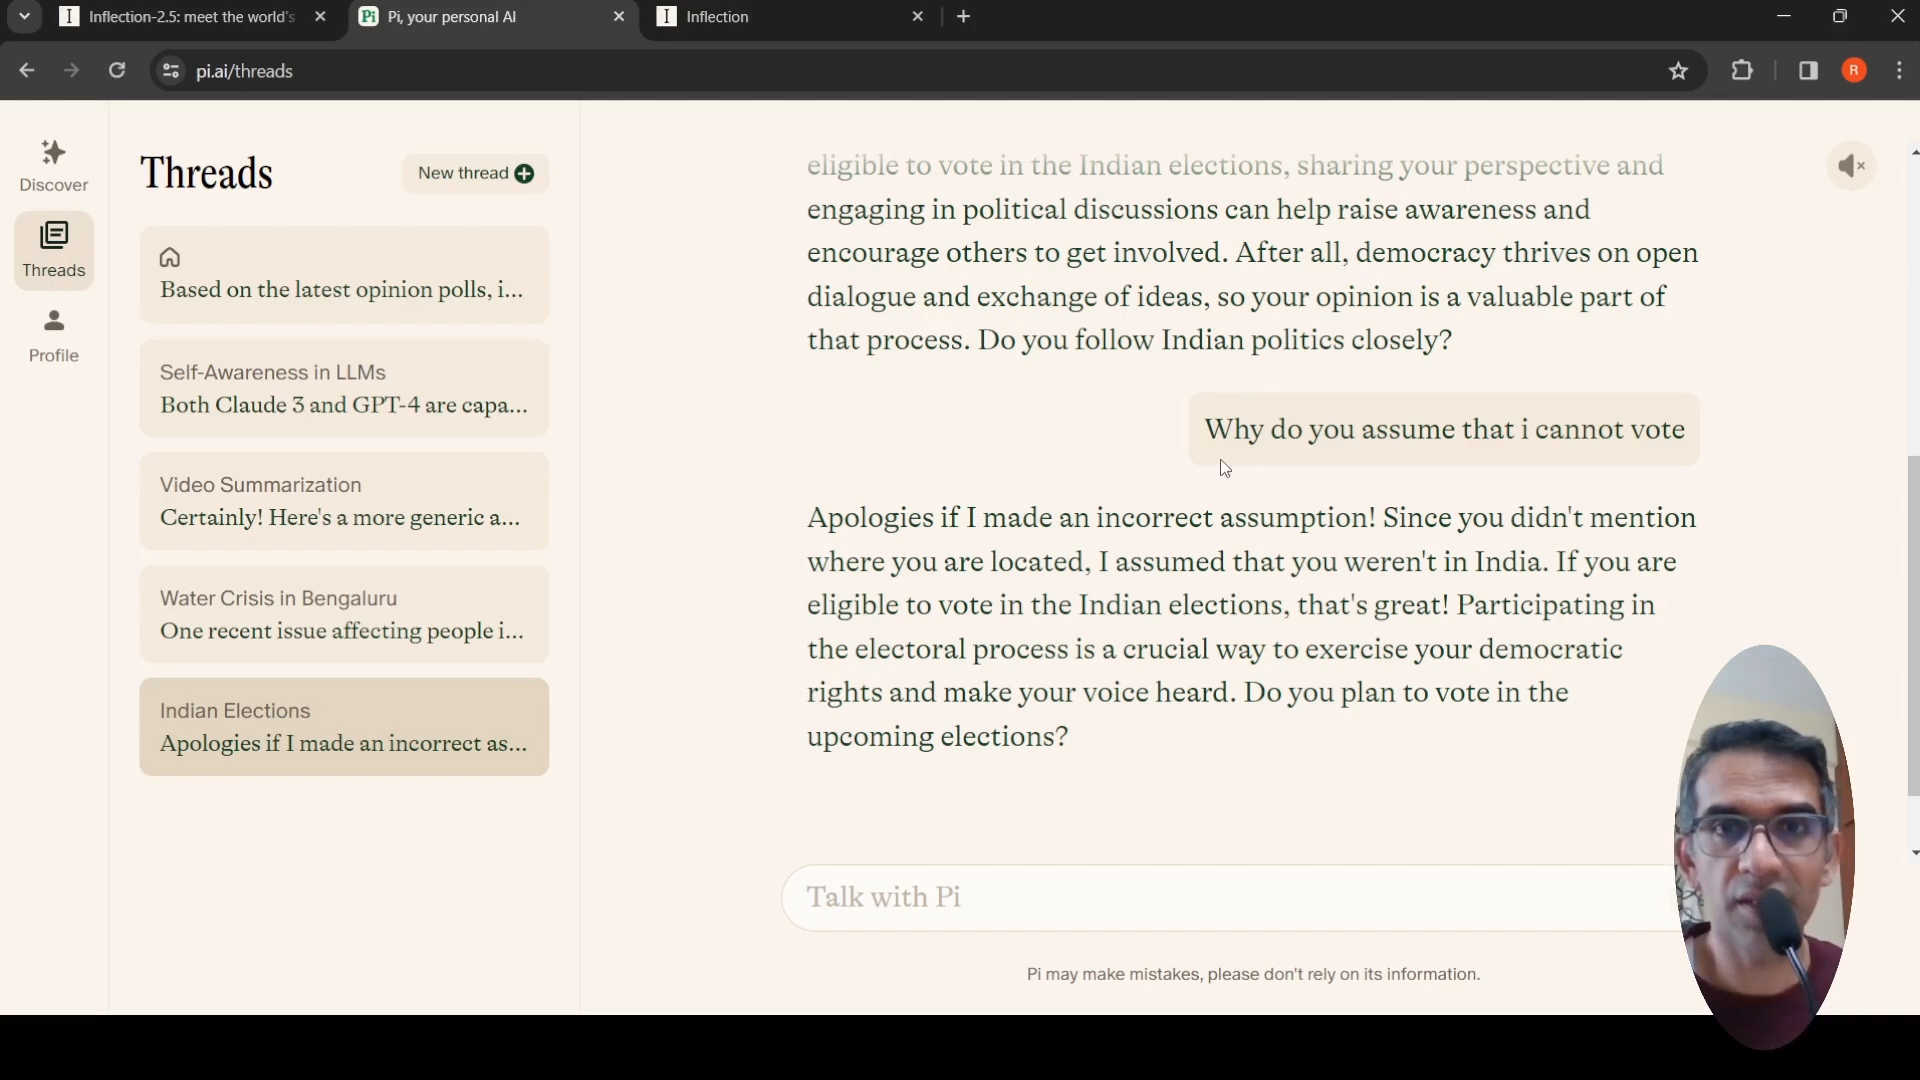 Inflection-2.5: meet the world's
Pi, your personal AI
Inflection
pi.ai/threads
R
Discover
Threads
Profile
Threads
New thread
Based on the latest opinion polls, i...
Self-Awareness in LLMs
Both Claude 3 and GPT-4 are capa...
Video Summarization
Certainly! Here's a more generic a...
Water Crisis in Bengaluru
One recent issue affecting people i...
Indian Elections
Apologies if I made an incorrect as...
eligible to vote in the Indian elections, sharing your perspective and
engaging in political discussions can help raise awareness and
encourage others to get involved. After all, democracy thrives on open
dialogue and exchange of ideas, so your opinion is a valuable part of
that process. Do you follow Indian politics closely?
Why do you assume that i cannot vote
Apologies if I made an incorrect assumption! Since you didn't mention
where you are located, I assumed that you weren't in India. If you are
eligible to vote in the Indian elections, that's great! Participating in
the electoral process is a crucial way to exercise your democratic
rights and make your voice heard. Do you plan to vote in the
upcoming elections?
Talk with Pi
Pi may make mistakes, please don't rely on its information.